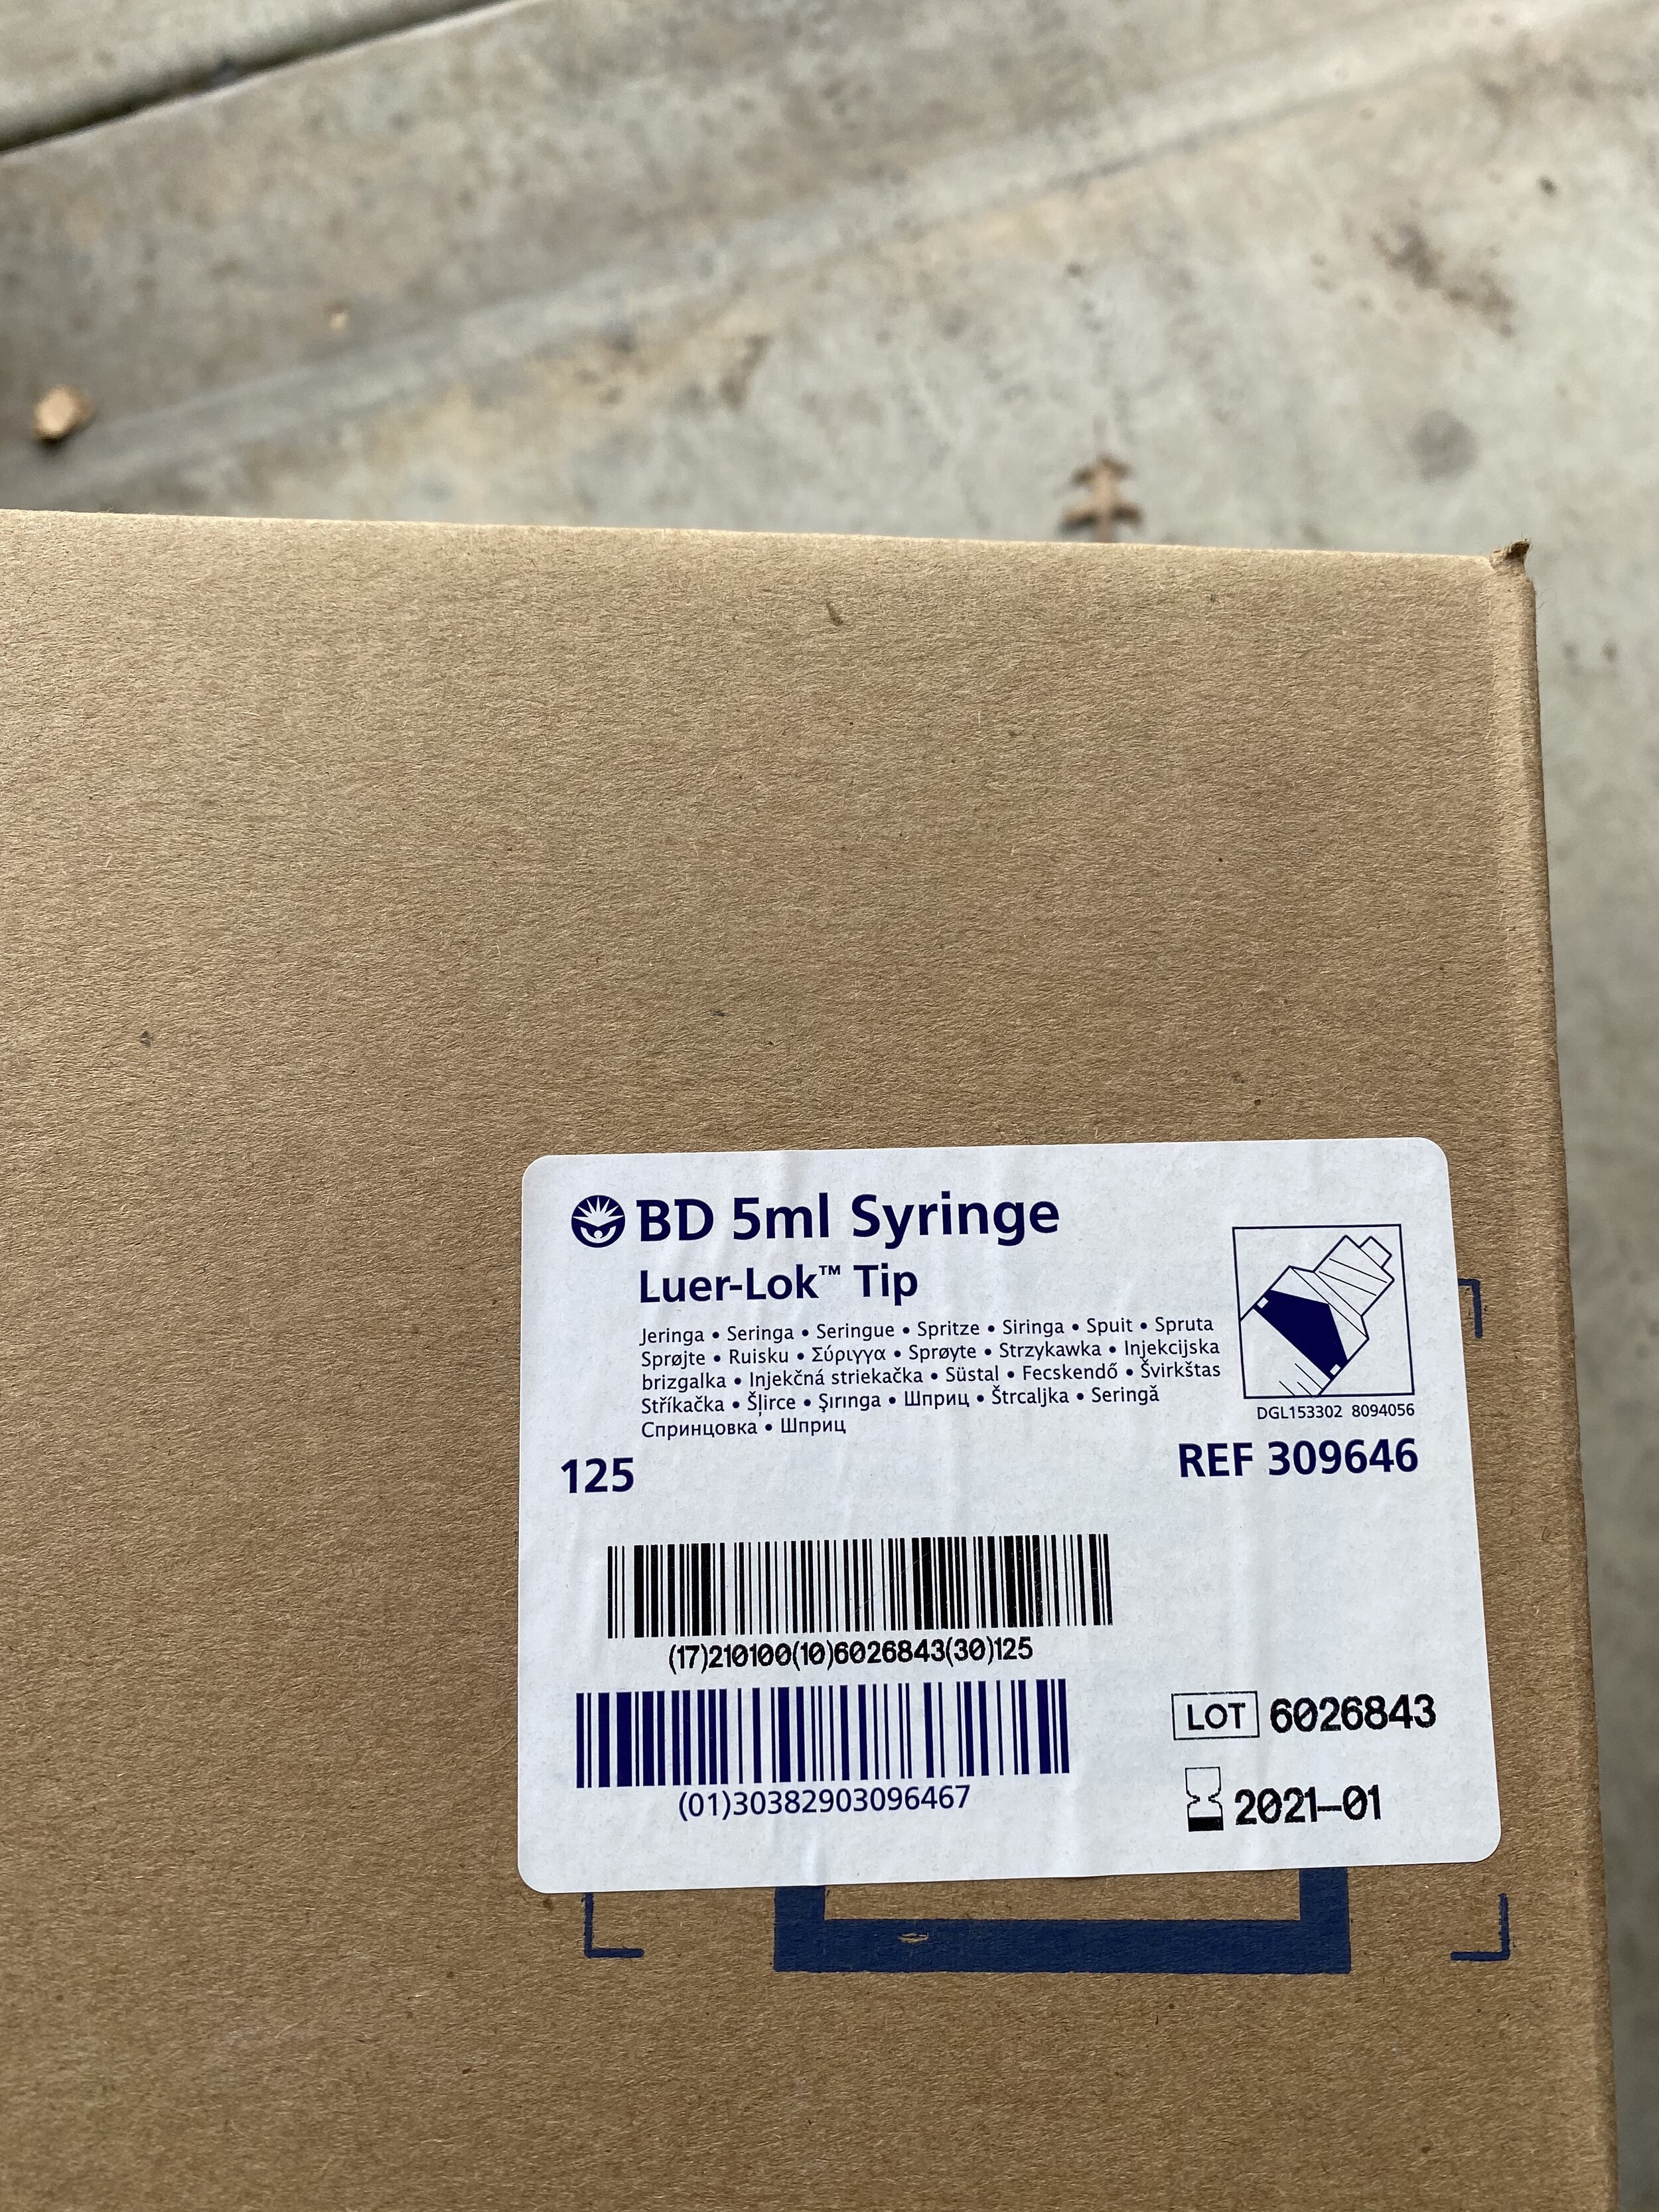 BD 5ml Syringe
Luer-Lok™ Tip
Jeringa • Seringa • Seringue • Spritze • Siringa • Spuit • Spruta
Sprøjte • Ruisku • Σύριγγα • Sprøyte • Strzykawka • Injekcijska
brizgalka • Injekčná striekačka • Süstal • Fecskendő • Švirkštas
Stříkačka • Šļirce • Şırınga • Шприц • Štrcaljka • Seringă
Спринцовка • Шприц
DGL153302 8094056
125
REF 309646
(17)210100(10)6026843(30)125
(01)30382903096467
LOT 6026843
2021-01